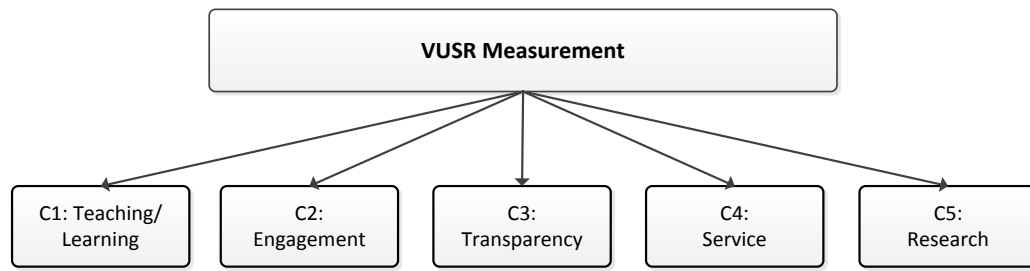 VUSR Measurement
C1: Teaching/
Learning
C2:
Engagement
C3:
Transparency
C4:
Service
C5:
Research